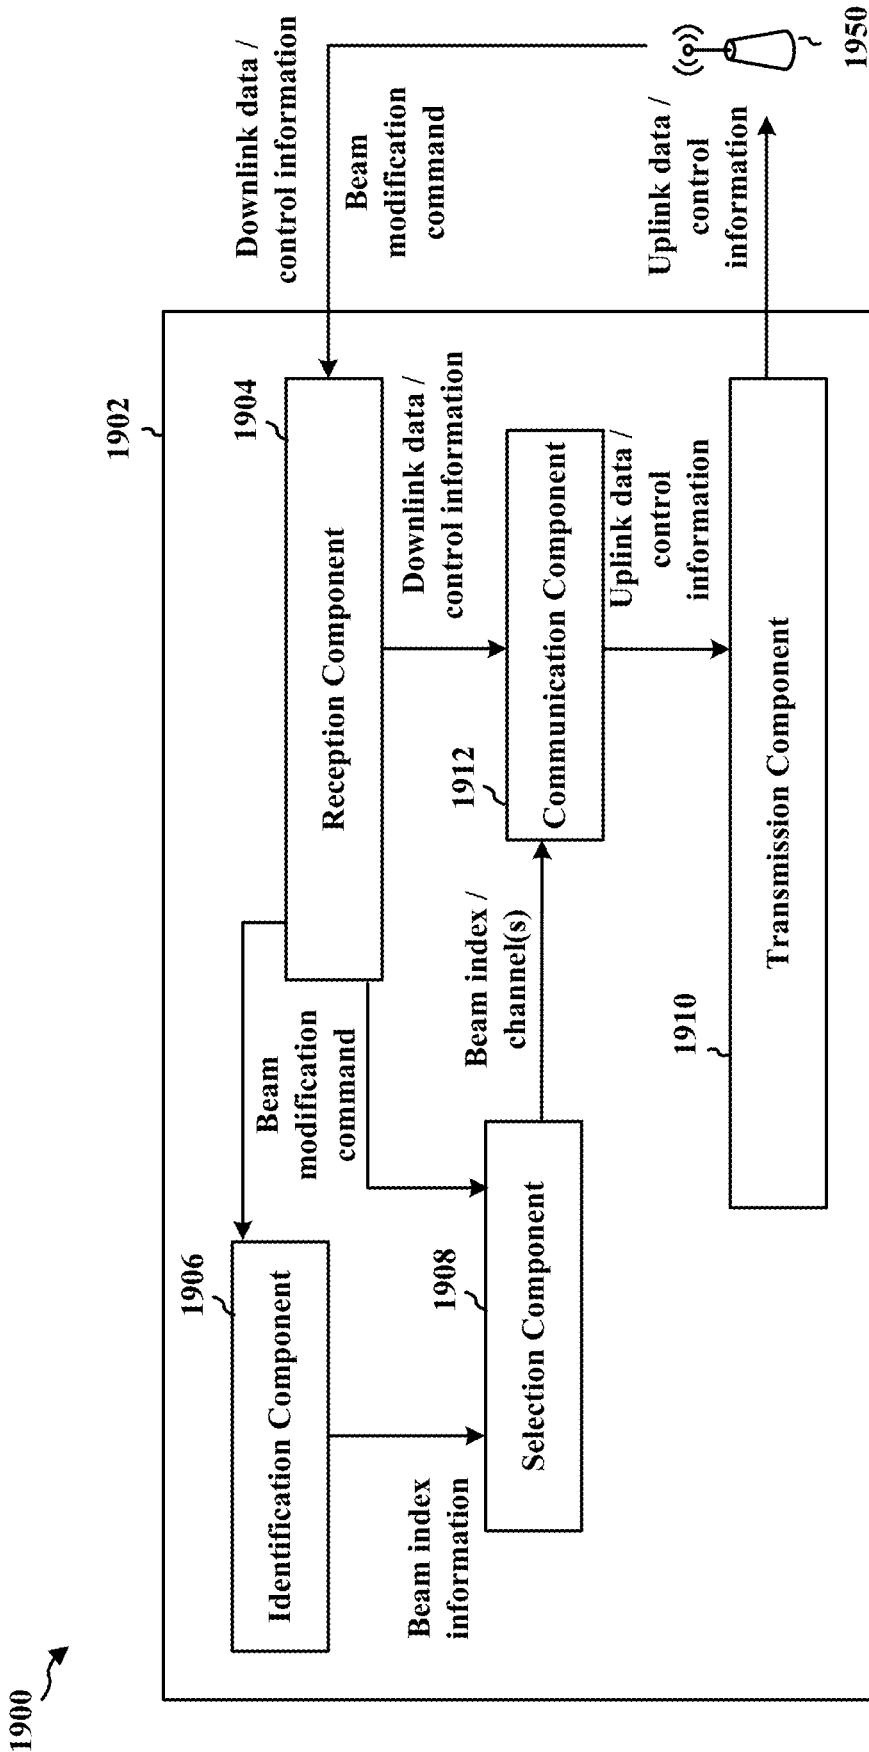 1900
1902
Downlink data /
control information
Beam
modification
command
1904
Reception Component
1906
Identification Component
Beam
modification
command
Downlink data /
control information
Beam index
information
1908
Selection Component
Beam index /
channel(s)
1912
Communication Component
Uplink data /
control
information
Uplink data /
control
information
1950
1910
Transmission Component